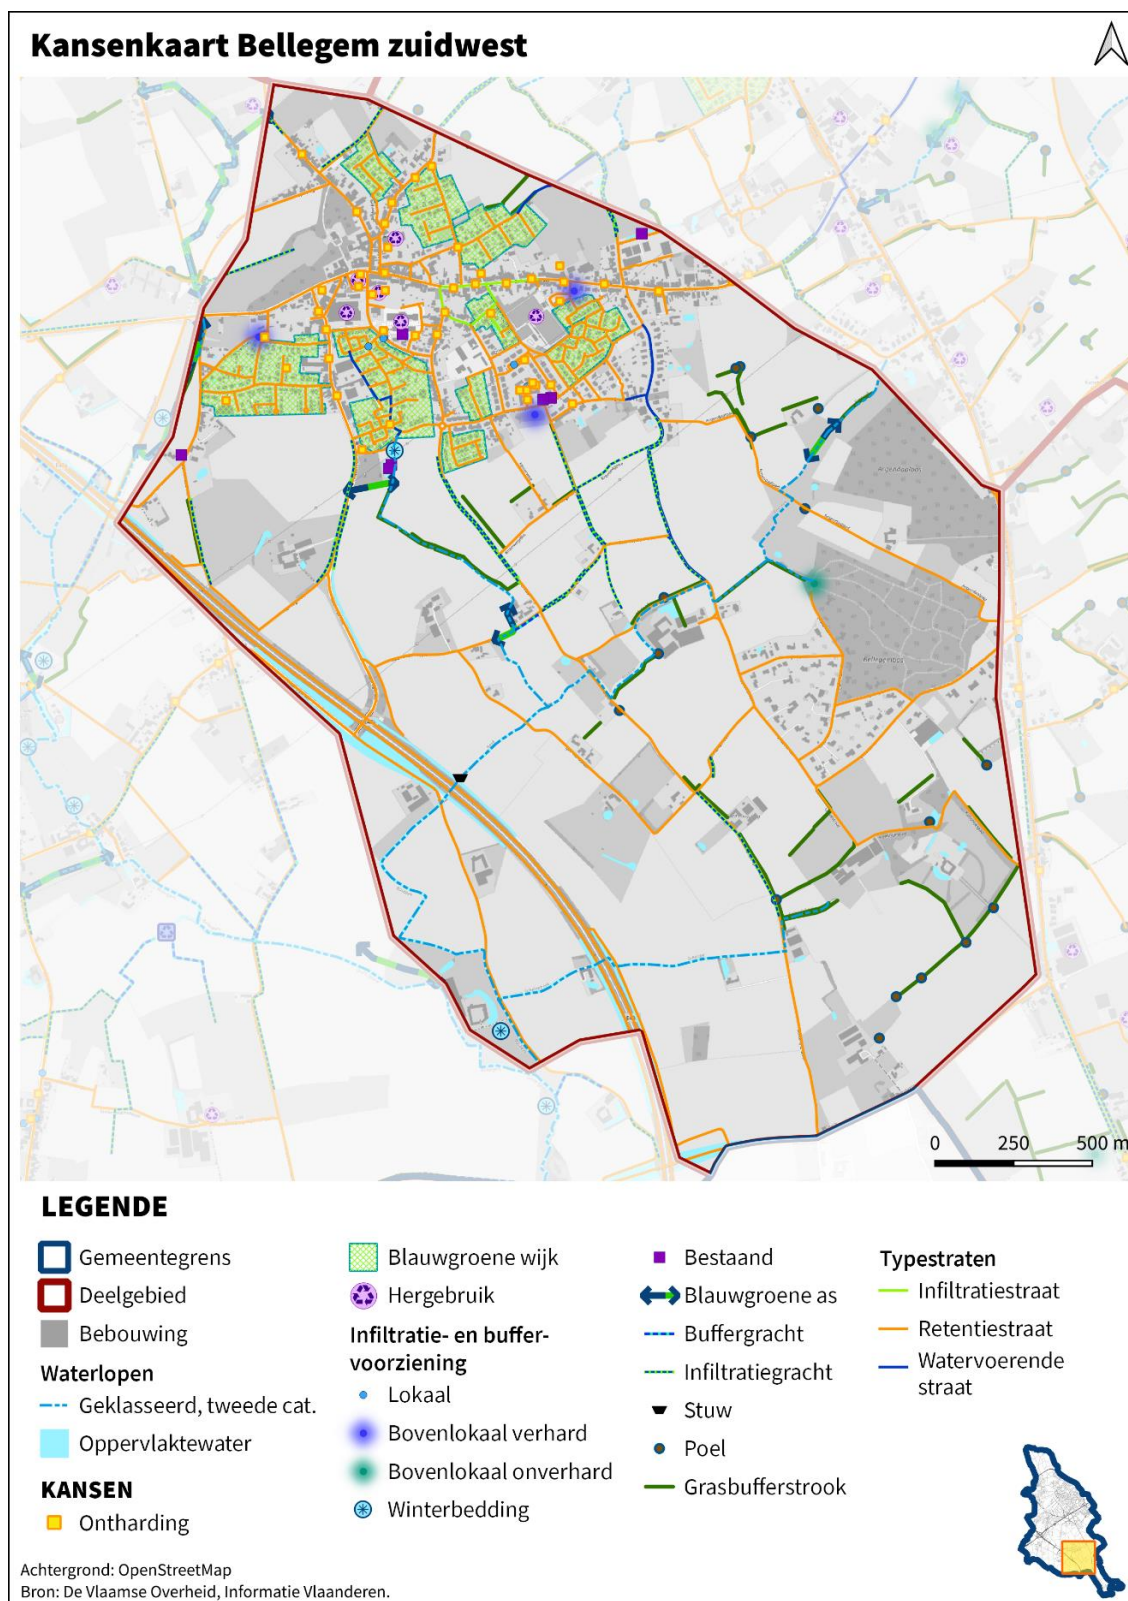 Kansenkaart Bellegem zuidwest
Argendaalbos
Bellegembos
0 250 500 m
LEGENDE
Gemeentegrens
Deelgebied
Bebouwing
Waterlopen
Geklasseerd, tweede cat.
Oppervlaktewater
KANSEN
Ontharding
Blauwgroene wijk
Hergebruik
Infiltratie- en buffer-
voorziening
Lokaal
Bovenlokaal verhard
Bovenlokaal onverhard
Winterbedding
Bestaand
Blauwgroene as
Buffergracht
Infiltratiegracht
Stuw
Poel
Grasbufferstrook
Typestraten
Infiltratiestraat
Retentiestraat
Watervoerende
straat
Achtergrond: OpenStreetMap
Bron: De Vlaamse Overheid, Informatie Vlaanderen.